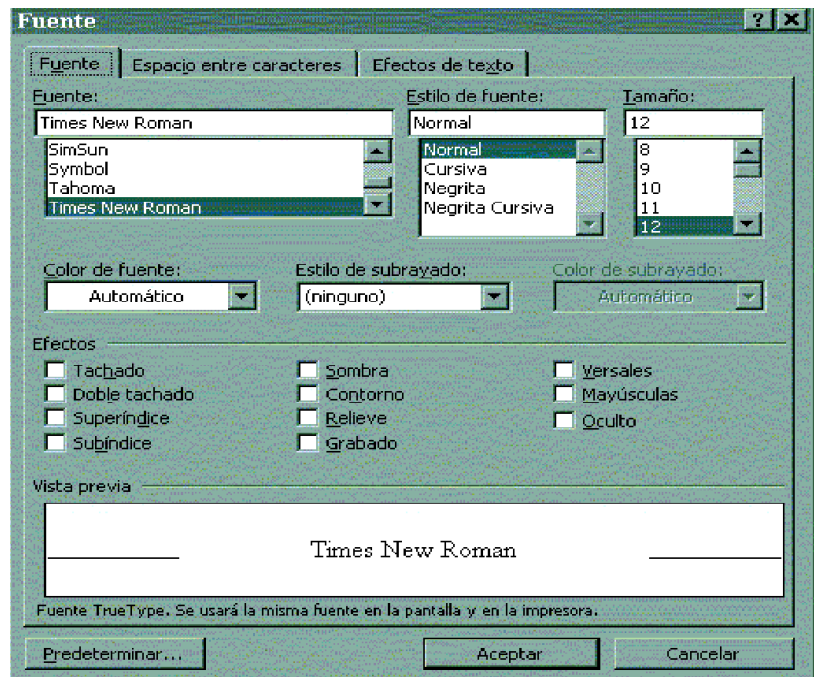 Fuente
Fuente Espacio entre caracteres Efectos de texto
Fuente: Estilo de fuente: Tamaño:
Times New Roman Normal 12
SimSun Normal 8
Symbol Cursiva 9
Tahoma Negrita 10
Times New Roman Negrita Cursiva 11
12
Color de fuente: Estilo de subrayado: Color de subrayado:
Automático (ninguno) Automático
Efectos
Tachado Sombra Versales
Doble tachado Contorno Mayúsculas
Superíndice Relieve Oculto
Subíndice Grabado
Vista previa
Times New Roman
Fuente TrueType. Se usará la misma fuente en la pantalla y en la impresora.
Predeterminar... Aceptar Cancelar